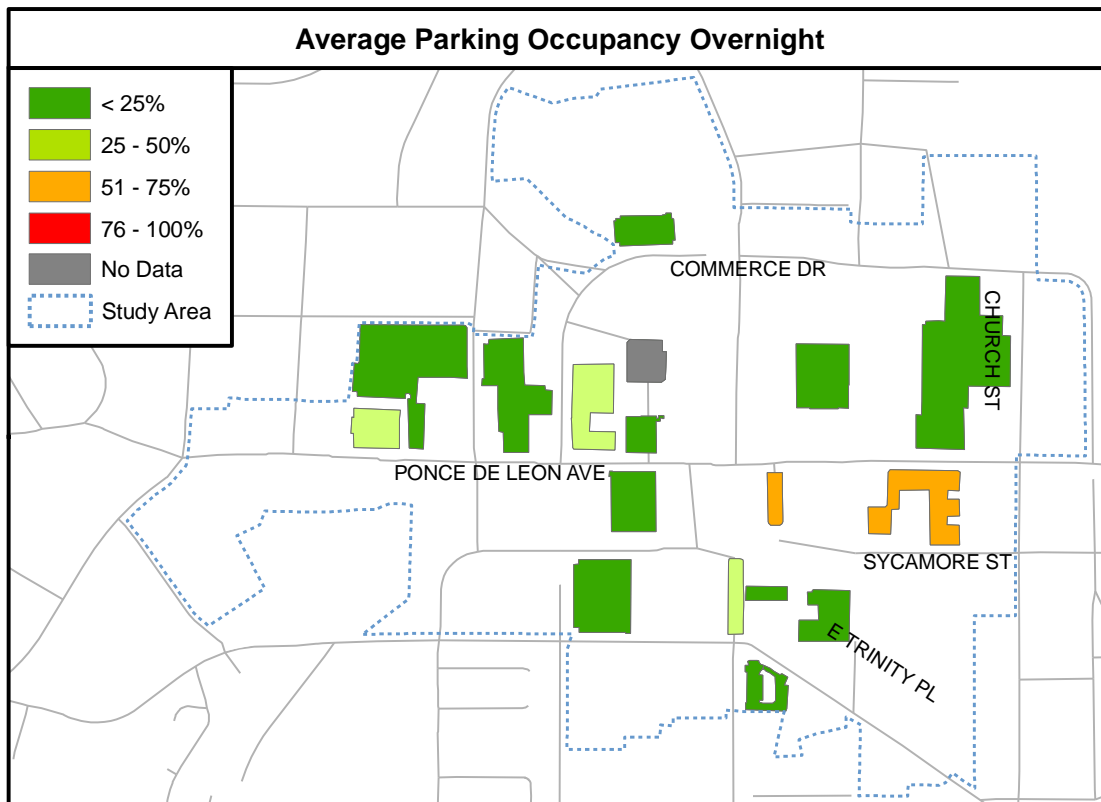 Average Parking Occupancy Overnight
< 25%
25 - 50%
51 - 75%
76 - 100%
No Data
Study Area
COMMERCE DR
CHURCH ST
PONCE DE LEON AVE
SYCAMORE ST
E TRINITY PL